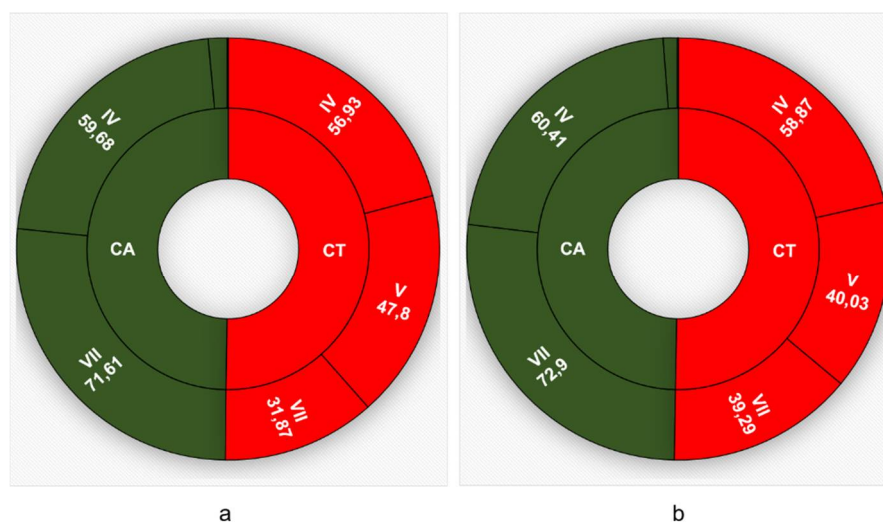 IV
59,68
IV
56,93
CA
CT
V
47,8
VII
71,61
VII
31,87
a
IV
60,41
IV
58,87
CA
CT
V
40,03
VII
72,9
VII
39,29
b